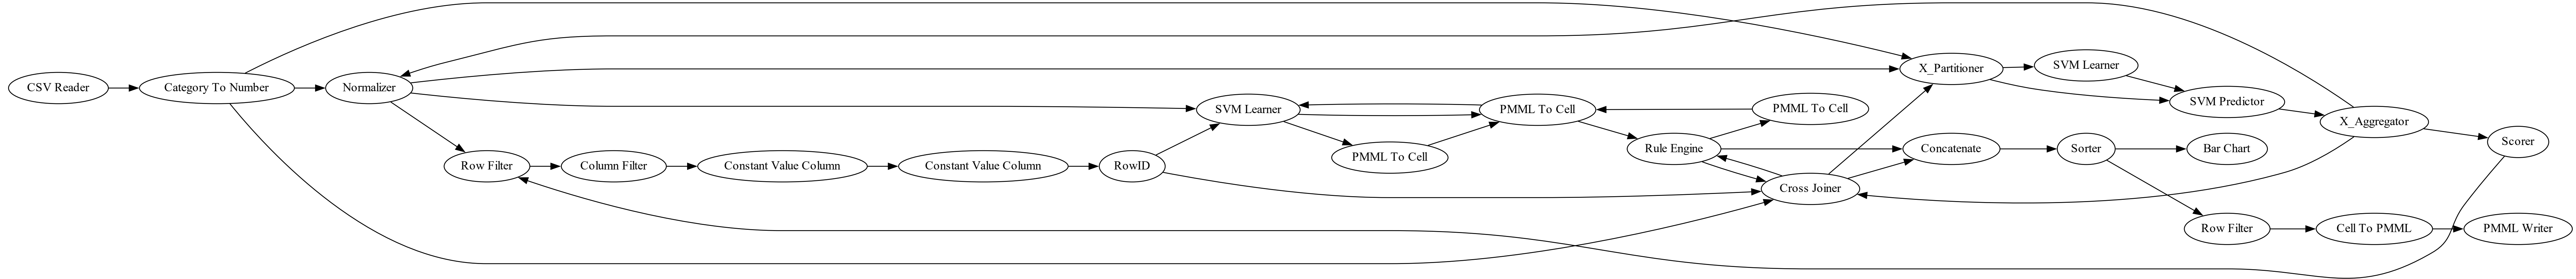 CSV Reader
Category To Number
Normalizer
Row Filter
Column Filter
Constant Value Column
Constant Value Column
RowID
SVM Learner
PMML To Cell
PMML To Cell
PMML To Cell
Rule Engine
Cross Joiner
X_Partitioner
Concatenate
SVM Learner
SVM Predictor
Sorter
Bar Chart
Row Filter
X_Aggregator
Cell To PMML
Scorer
PMML Writer